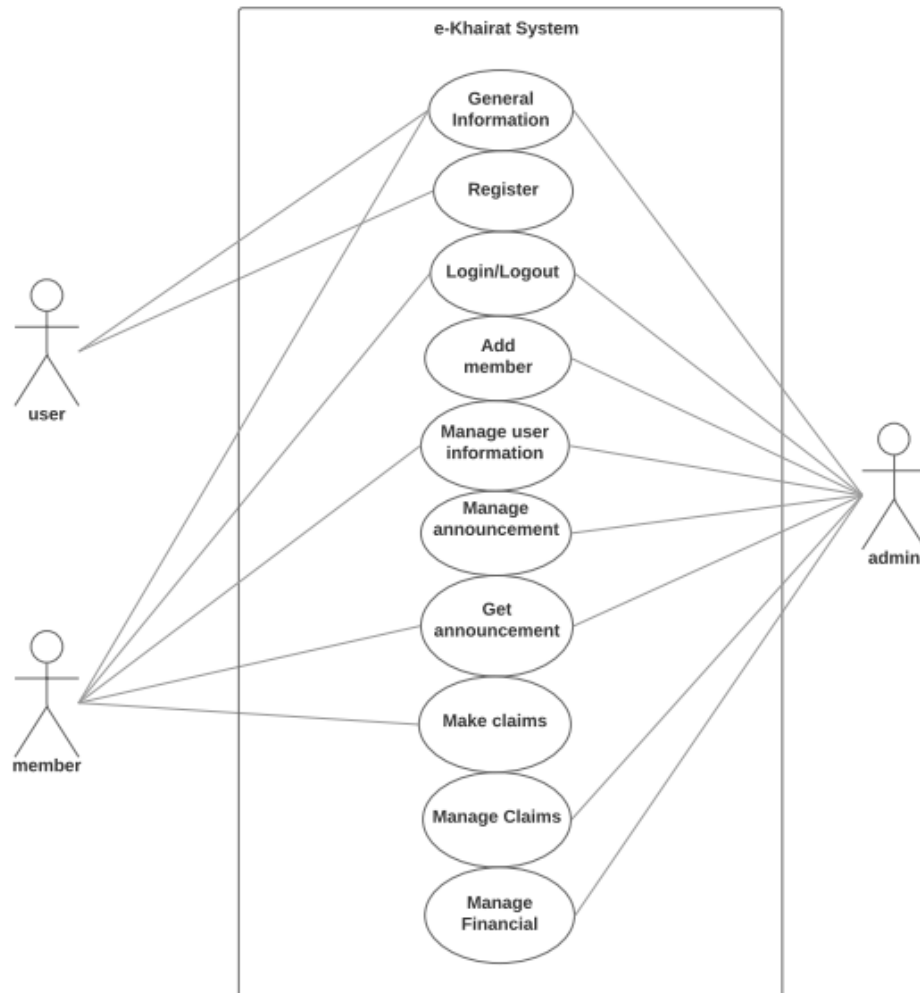 e-Khairat System
General
Information
Register
Login/Logout
Add
member
user
Manage user
information
Manage
announcement
admin
Get
announcement
Make claims
member
Manage Claims
Manage
Financial